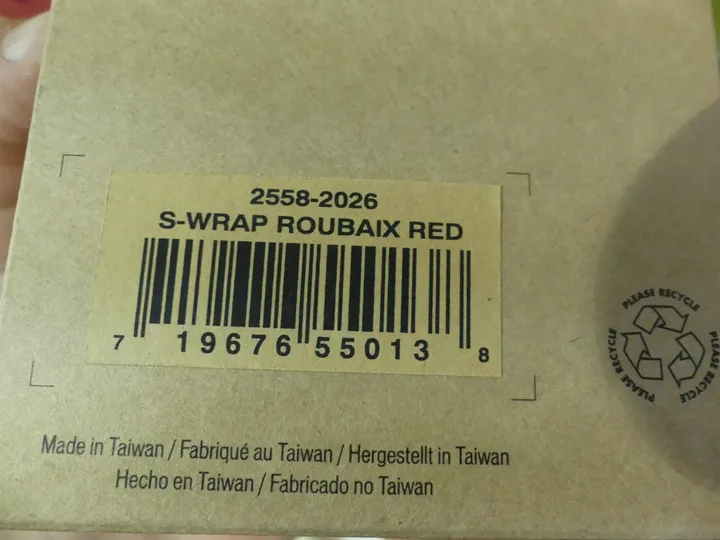 2558-2026
S-WRAP ROUBAIX RED
7 19676 55013 8
PLEASE RECYCLE
PLEASE RECYCLE
PLEASE RECYCLE
Made in Taiwan / Fabriqué au Taiwan / Hergestellt in Taiwan
Hecho en Taiwan / Fabricado no Taiwan